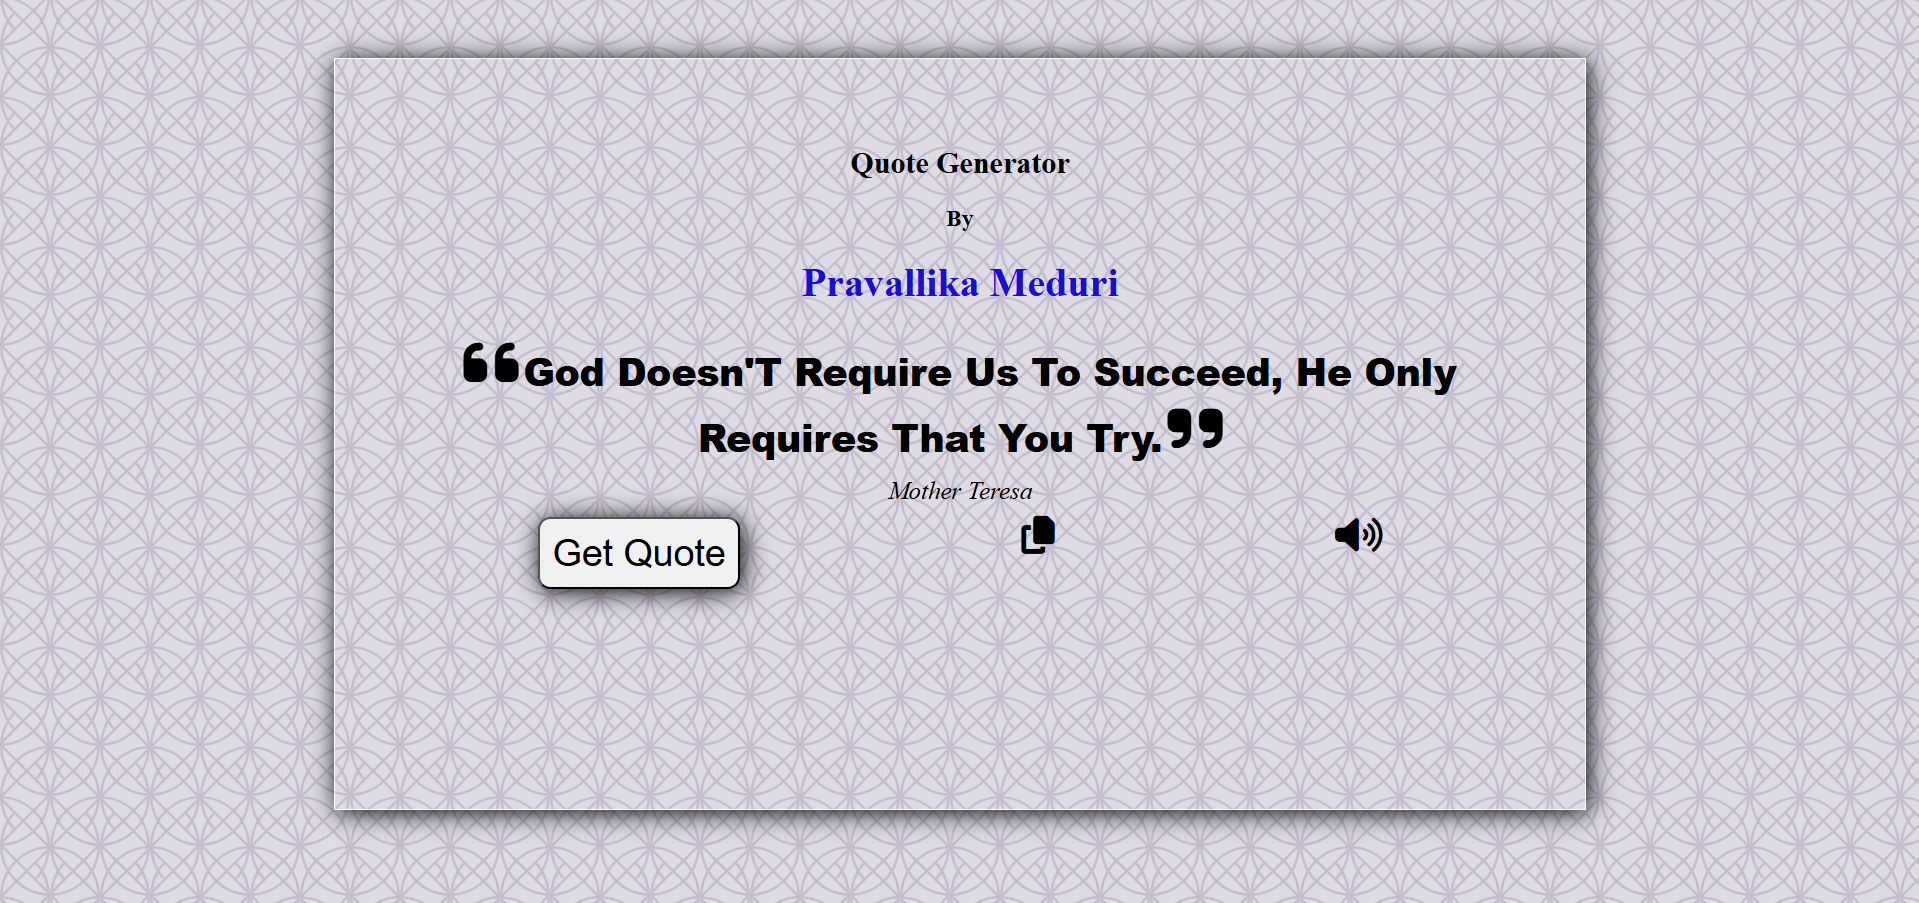 Quote Generator
By
Pravallika Meduri
❝God Doesn'T Require Us To Succeed, He Only
Requires That You Try.❞
Mother Teresa
Get Quote